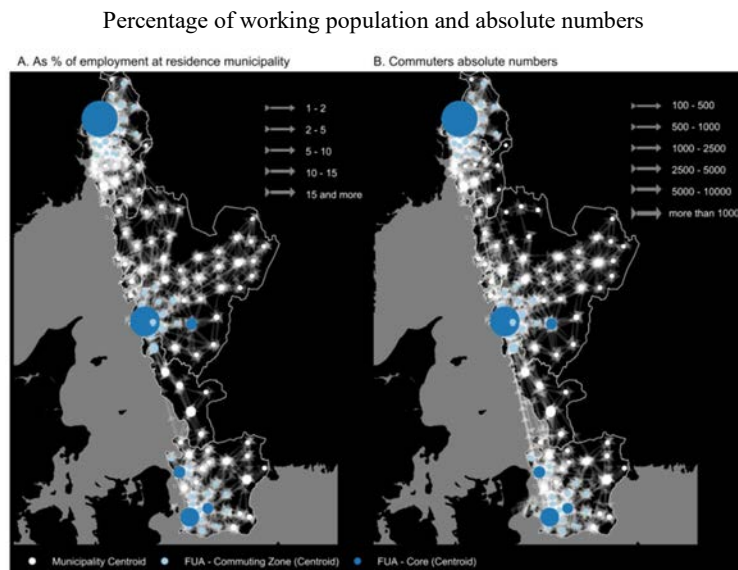 Percentage of working population and absolute numbers
A. As % of employment at residence municipality
1 - 2
2 - 5
5 - 10
10 - 15
15 and more
B. Commuters absolute numbers
100 - 500
500 - 1000
1000 - 2500
2500 - 5000
5000 - 10000
more than 1000
Municipality Centroid
FUA - Commuting Zone (Centroid)
FUA - Core (Centroid)